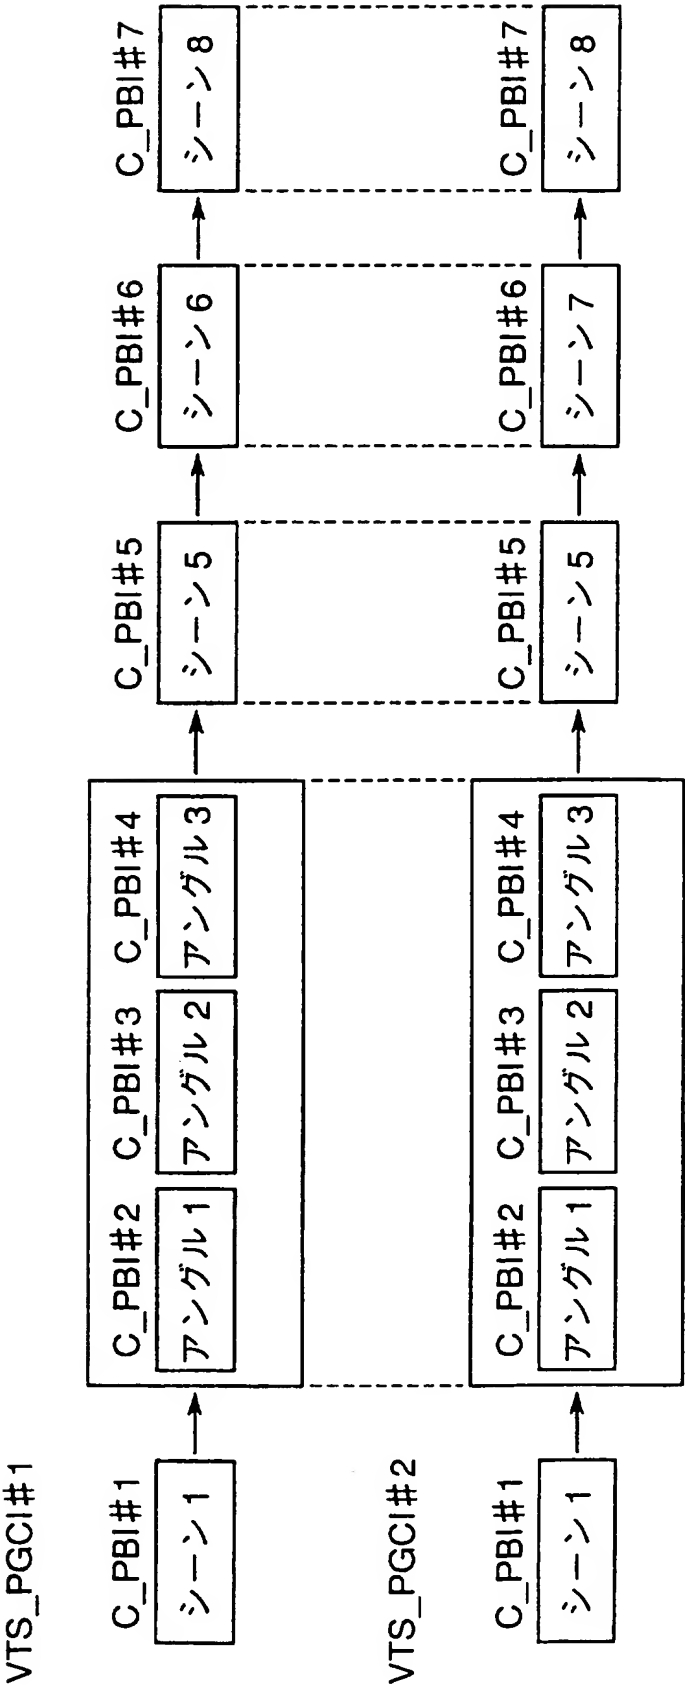 VTS_PGCI#1
C_PBI#1
シーン1
C_PBI#2
アングル1
C_PBI#3
アングル2
C_PBI#4
アングル3
C_PBI#5
シーン5
C_PBI#6
シーン6
C_PBI#7
シーン8
VTS_PGCI#2
C_PBI#1
シーン1
C_PBI#2
アングル1
C_PBI#3
アングル2
C_PBI#4
アングル3
C_PBI#5
シーン5
C_PBI#6
シーン7
C_PBI#7
シーン8